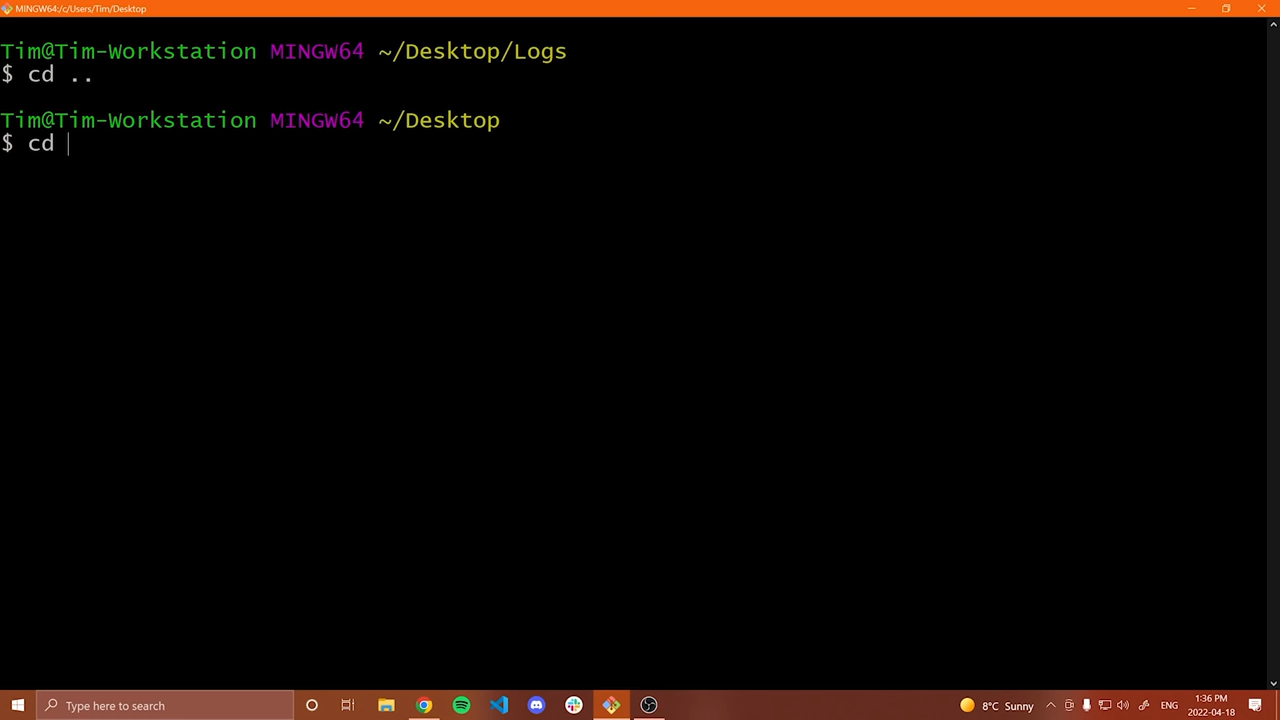 MINGW64:/c/Users/Tim/Desktop
Tim@Tim-Workstation MINGW64 ~/Desktop/Logs
$ cd ..
Tim@Tim-Workstation MINGW64 ~/Desktop
$ cd
Type here to search
8°C Sunny
ENG
1:36 PM
2022-04-18